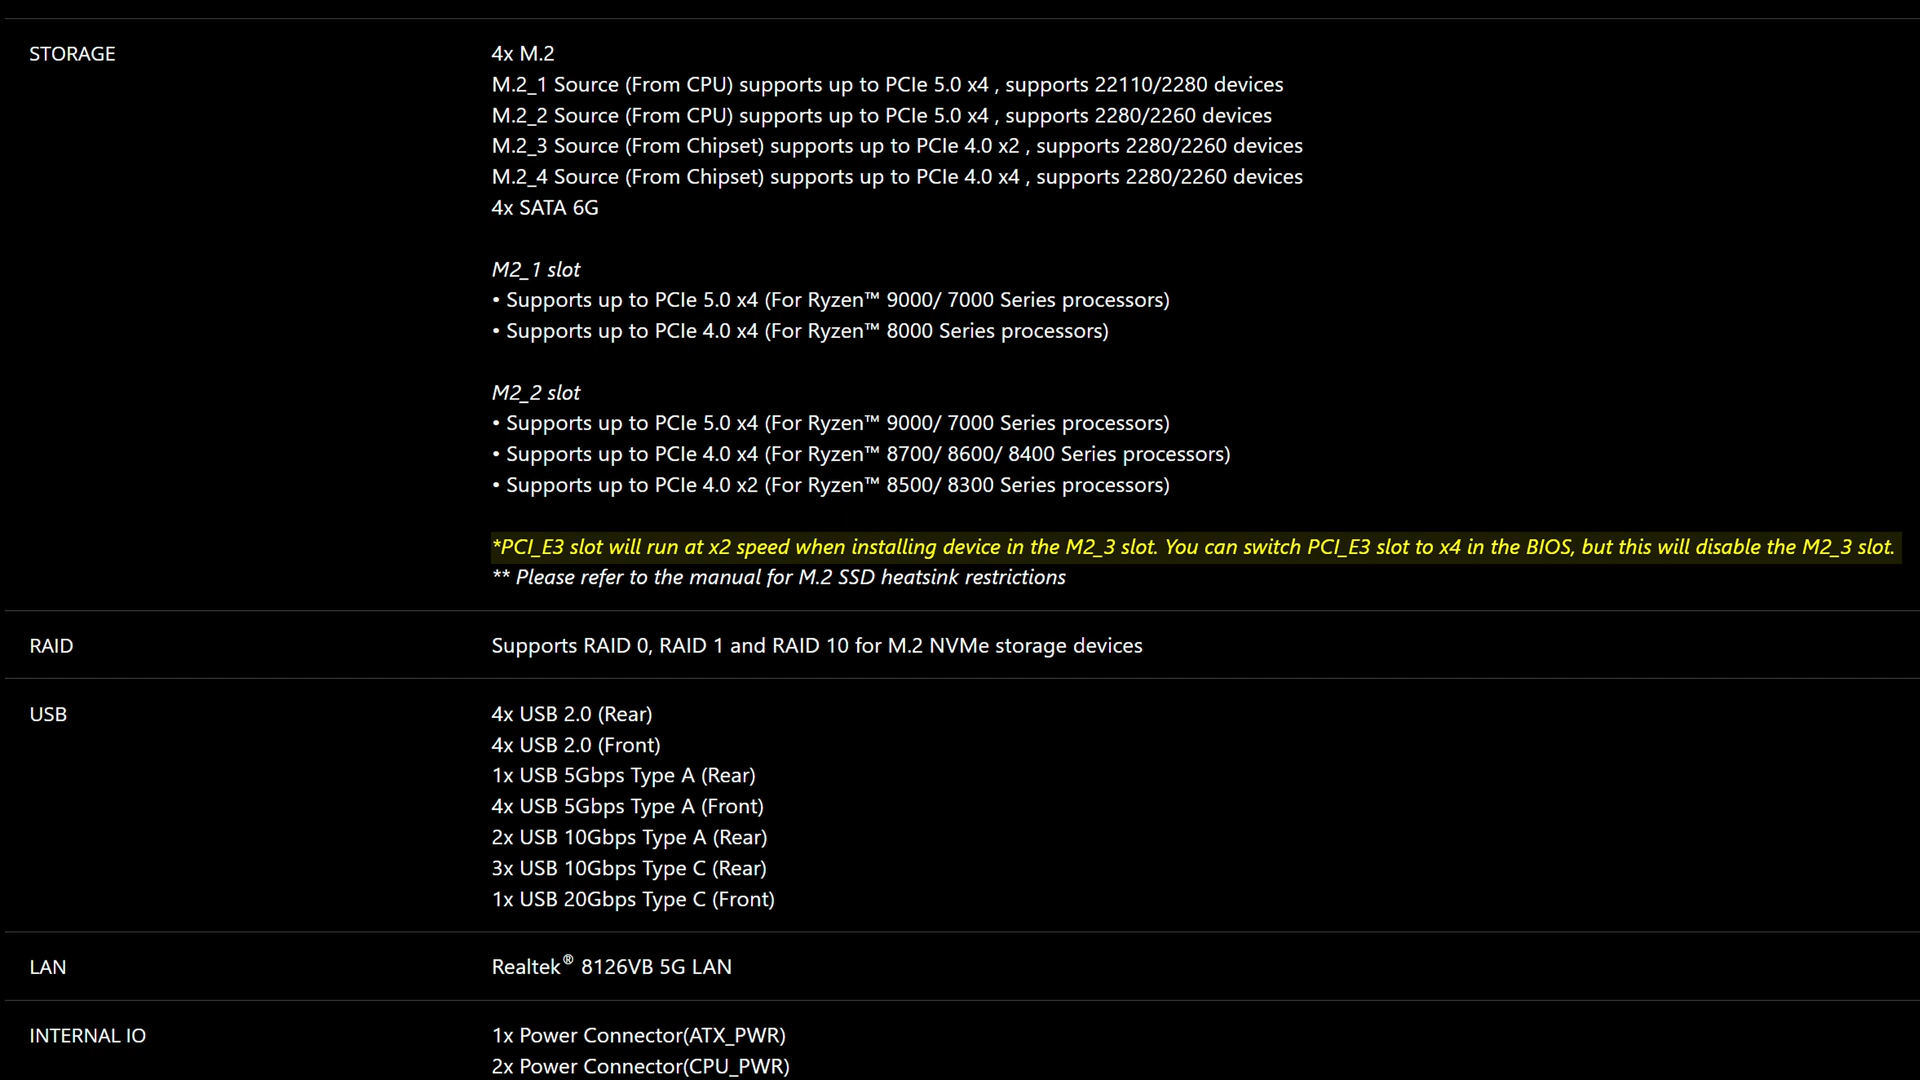 STORAGE
4x M.2
M.2_1 Source (From CPU) supports up to PCIe 5.0 x4 , supports 22110/2280 devices
M.2_2 Source (From CPU) supports up to PCIe 5.0 x4 , supports 2280/2260 devices
M.2_3 Source (From Chipset) supports up to PCIe 4.0 x2 , supports 2280/2260 devices
M.2_4 Source (From Chipset) supports up to PCIe 4.0 x4 , supports 2280/2260 devices
4x SATA 6G
M2_1 slot
• Supports up to PCIe 5.0 x4 (For Ryzen™ 9000/ 7000 Series processors)
• Supports up to PCIe 4.0 x4 (For Ryzen™ 8000 Series processors)
M2_2 slot
• Supports up to PCIe 5.0 x4 (For Ryzen™ 9000/ 7000 Series processors)
• Supports up to PCIe 4.0 x4 (For Ryzen™ 8700/ 8600/ 8400 Series processors)
• Supports up to PCIe 4.0 x2 (For Ryzen™ 8500/ 8300 Series processors)
*PCI_E3 slot will run at x2 speed when installing device in the M2_3 slot. You can switch PCI_E3 slot to x4 in the BIOS, but this will disable the M2_3 slot.
** Please refer to the manual for M.2 SSD heatsink restrictions
RAID
Supports RAID 0, RAID 1 and RAID 10 for M.2 NVMe storage devices
USB
4x USB 2.0 (Rear)
4x USB 2.0 (Front)
1x USB 5Gbps Type A (Rear)
4x USB 5Gbps Type A (Front)
2x USB 10Gbps Type A (Rear)
3x USB 10Gbps Type C (Rear)
1x USB 20Gbps Type C (Front)
LAN
Realtek® 8126VB 5G LAN
INTERNAL IO
1x Power Connector(ATX_PWR)
2x Power Connector(CPU_PWR)